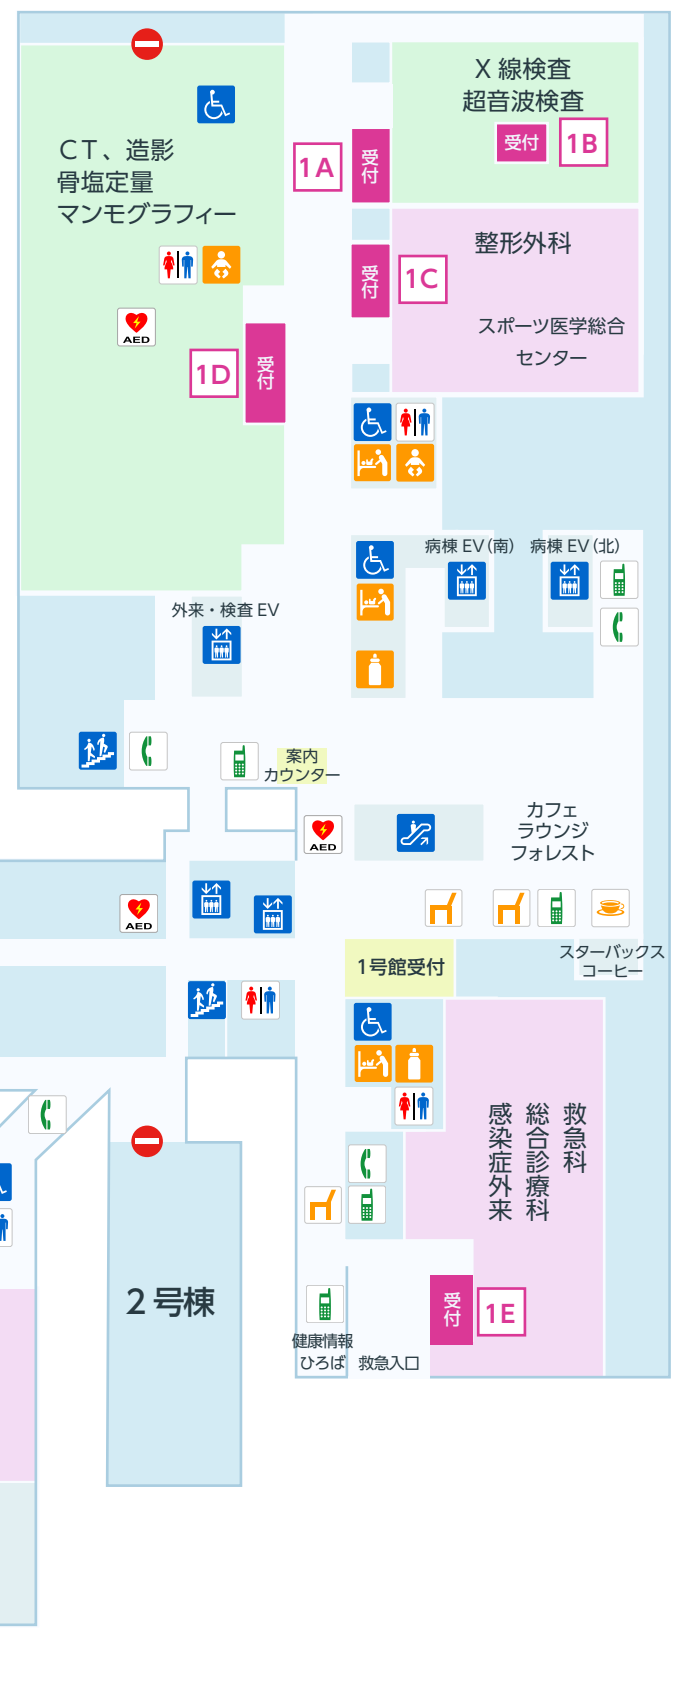 X 線検査
超音波検査
受付
1B
CT、造影
骨塩定量
マンモグラフィー
1A
受付
整形外科
受付
1C
スポーツ医学総合
センター
AED
1D
受付
病棟 EV（南）
病棟 EV（北）
外来・検査 EV
案内
カウンター
カフェ
ラウンジ
フォレスト
AED
AED
スターバックス
コーヒー
1号館受付
救急科
総合診療科
感染症外来
2 号棟
受付
1E
健康情報
ひろば
救急入口